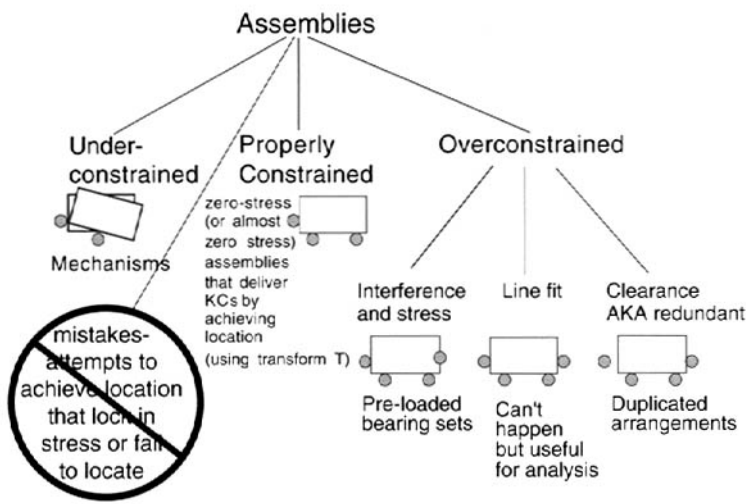 Assemblies
Under-
constrained
Mechanisms
mistakes-
attempts to
achieve location
that lock in
stress or fail
to locate
Properly
Constrained
zero-stress
(or almost
zero stress)
assemblies
that deliver
KCs by
achieving
location
(using transform T)
Overconstrained
Interference
and stress
Pre-loaded
bearing sets
Line fit
Can't
happen
but useful
for analysis
Clearance
AKA redundant
Duplicated
arrangements